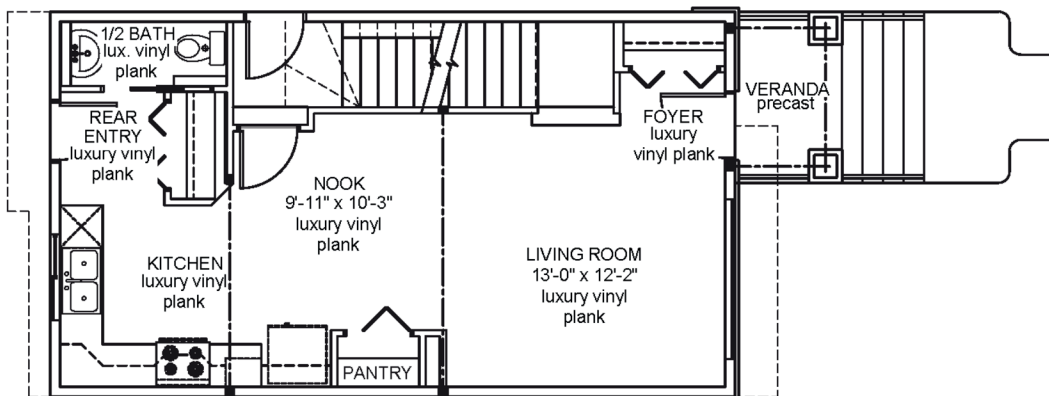 1/2 BATH
lux. vinyl
plank
REAR
ENTRY
luxury vinyl
plank
NOOK
9'-11" x 10'-3"
luxury vinyl
plank
KITCHEN
luxury vinyl
plank
PANTRY
LIVING ROOM
13'-0" x 12'-2"
luxury vinyl
plank
FOYER
luxury
vinyl plank
VERANDA
precast